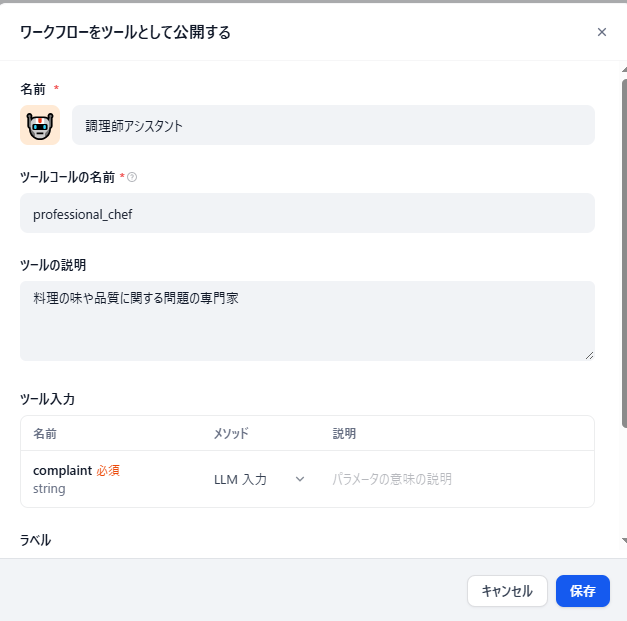 ワークフローをツールとして公開する
名前 *
調理師アシスタント
ツールコールの名前 *
professional_chef
ツールの説明
料理の味や品質に関する問題の専門家
ツール入力
名前 メソッド 説明
complaint 必須
string
LLM 入力
パラメータの意味の説明
ラベル
キャンセル 保存